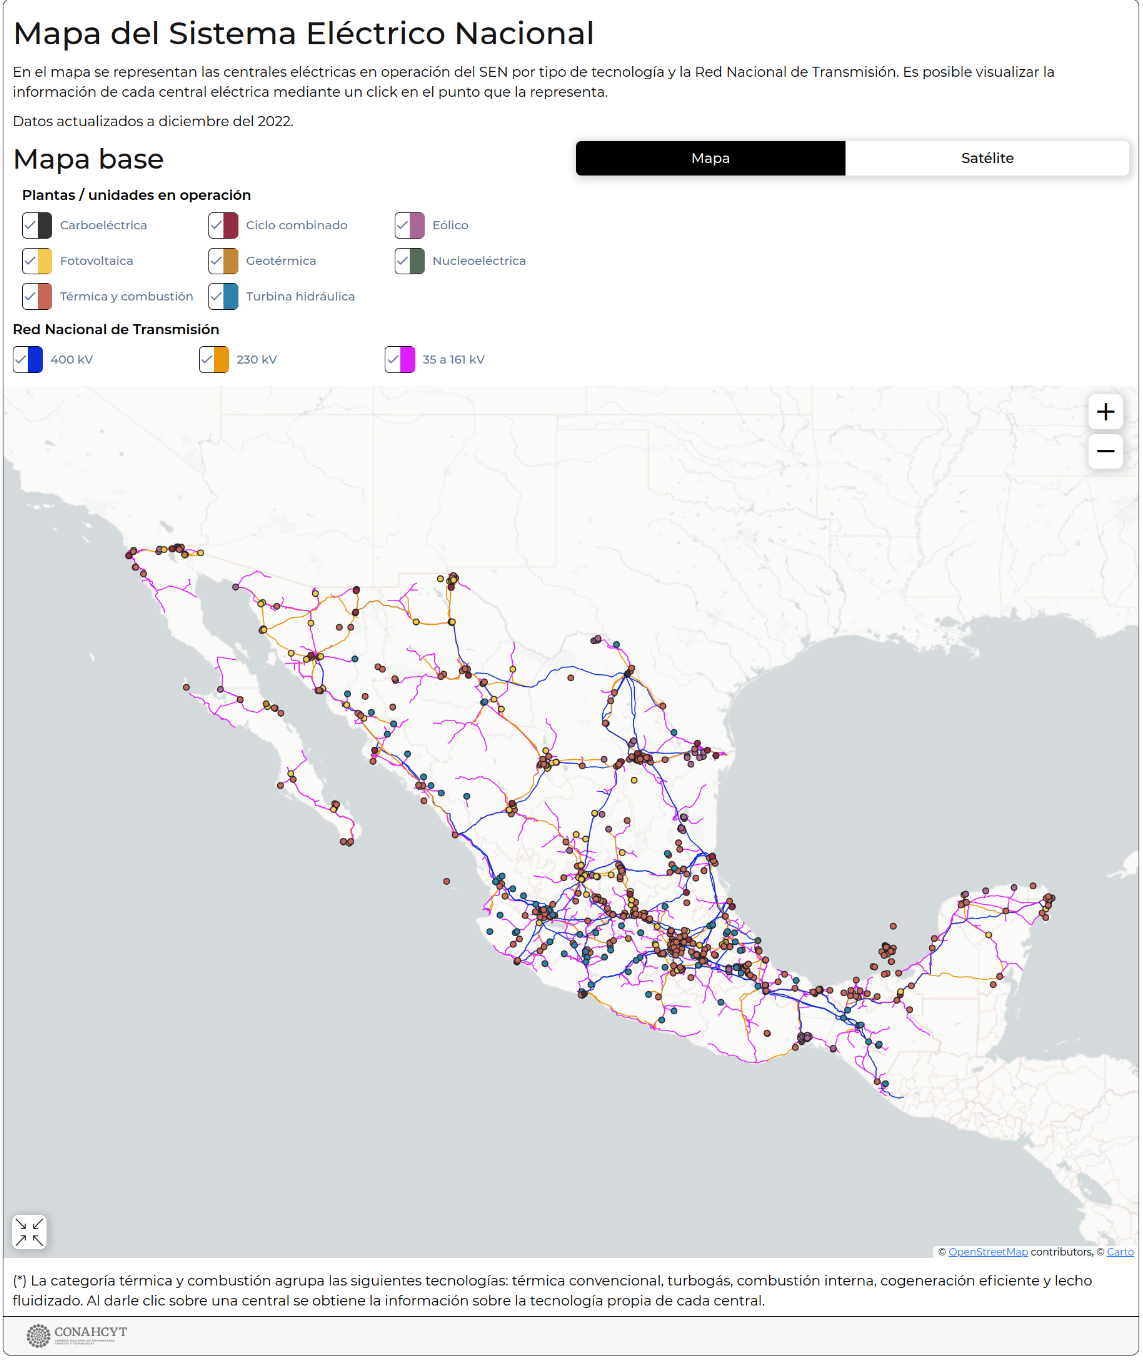 Mapa del Sistema Eléctrico Nacional
En el mapa se representan las centrales eléctricas en operación del SEN por tipo de tecnología y la Red Nacional de Transmisión. Es posible visualizar la
información de cada central eléctrica mediante un click en el punto que la representa.
Datos actualizados a diciembre del 2022.
Mapa base
Mapa
Satélite
Plantas / unidades en operación
Carboeléctrica
Ciclo combinado
Eólico
Fotovoltaica
Geotérmica
Nucleoeléctrica
Térmica y combustión
Turbina hidráulica
Red Nacional de Transmisión
400 kV
230 kV
35 a 161 kV
+
−
© OpenStreetMap contributors, © Carto
(*) La categoría térmica y combustión agrupa las siguientes tecnologías: térmica convencional, turbogás, combustión interna, cogeneración eficiente y lecho
fluidizado. Al darle clic sobre una central se obtiene la información sobre la tecnología propia de cada central.
CONAHCYT